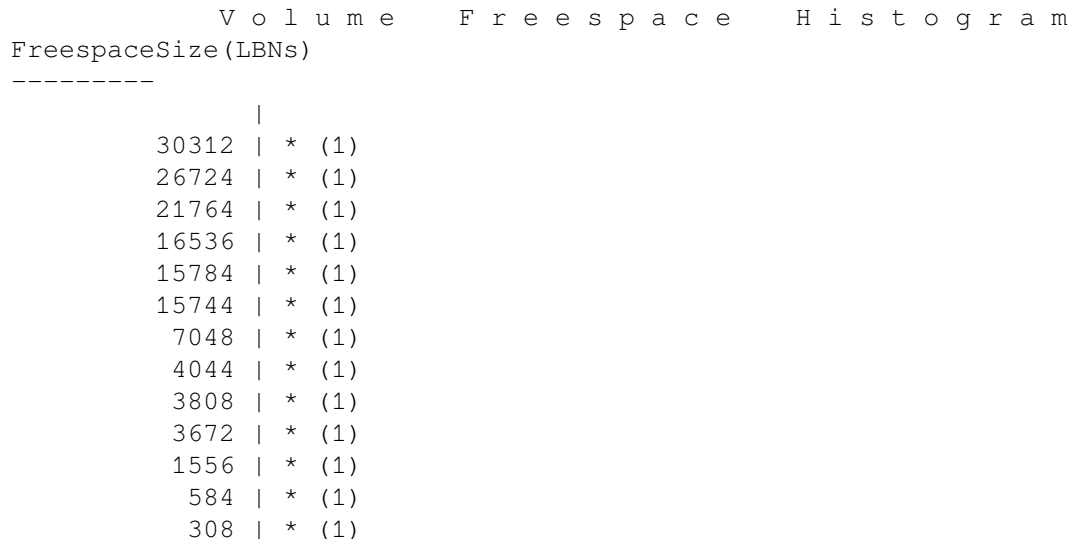 V o l u m e   F r e e s p a c e   H i s t o g r a m
FreespaceSize(LBNs)
---------
|
30312 | * (1)
26724 | * (1)
21764 | * (1)
16536 | * (1)
15784 | * (1)
15744 | * (1)
7048 | * (1)
4044 | * (1)
3808 | * (1)
3672 | * (1)
1556 | * (1)
584 | * (1)
308 | * (1)